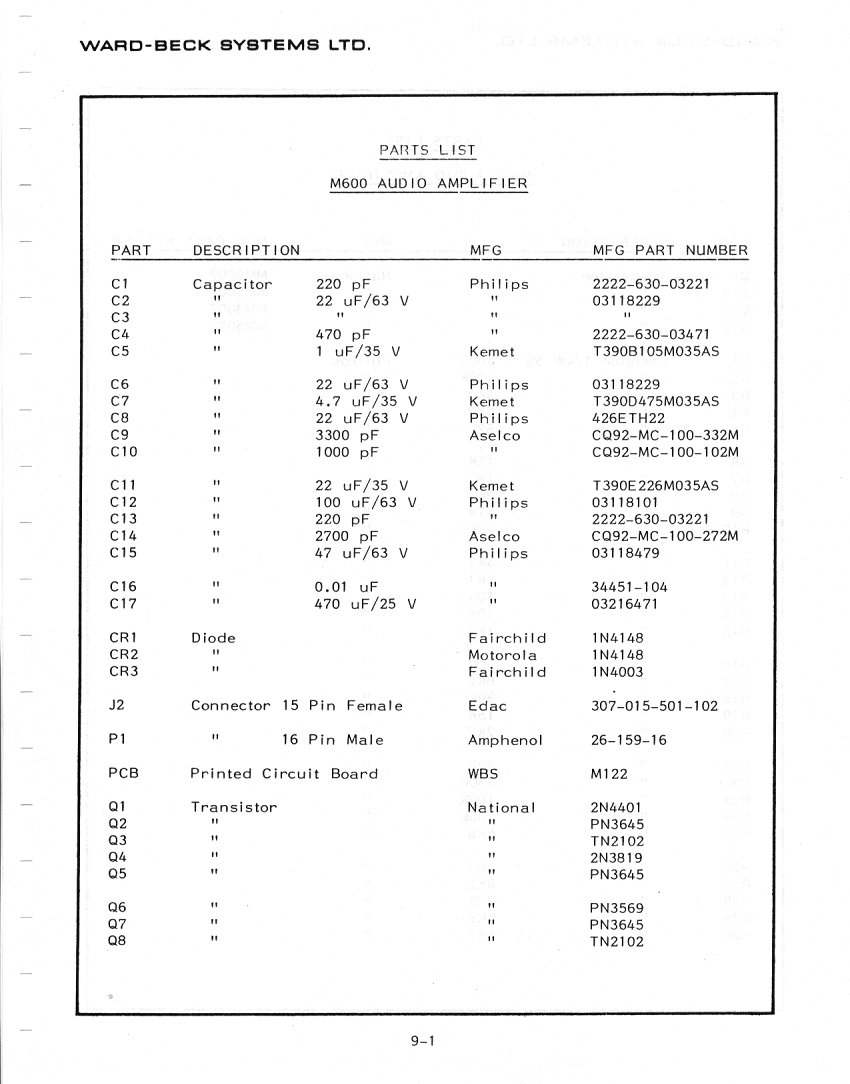 WARD-BECK SYSTEMS LTD.
PARTS LIST
M600 AUDIO AMPLIFIER
PART DESCRIPTION MFG MFG PART NUMBER
C1 Capacitor 220 pF Philips 2222-630-03221
C2 " 22 uF/63 V " 03118229
C3 " " " "
C4 " 470 pF " 2222-630-03471
C5 " 1 uF/35 V Kemet T390B105M035AS
C6 " 22 uF/63 V Philips 03118229
C7 " 4.7 uF/35 V Kemet T390D475M035AS
C8 " 22 uF/63 V Philips 426ETH22
C9 " 3300 pF Aselco CQ92-MC-100-332M
C10 " 1000 pF " CQ92-MC-100-102M
C11 " 22 uF/35 V Kemet T390E226M035AS
C12 " 100 uF/63 V Philips 03118101
C13 " 220 pF " 2222-630-03221
C14 " 2700 pF Aselco CQ92-MC-100-272M
C15 " 47 uF/63 V Philips 03118479
C16 " 0.01 uF " 34451-104
C17 " 470 uF/25 V " 03216471
CR1 Diode Fairchild 1N4148
CR2 " Motorola 1N4148
CR3 " Fairchild 1N4003
J2 Connector 15 Pin Female Edac 307-015-501-102
P1 " 16 Pin Male Amphenol 26-159-16
PCB Printed Circuit Board WBS M122
Q1 Transistor National 2N4401
Q2 " " PN3645
Q3 " " TN2102
Q4 " " 2N3819
Q5 " " PN3645
Q6 " " PN3569
Q7 " " PN3645
Q8 " " TN2102
9-1